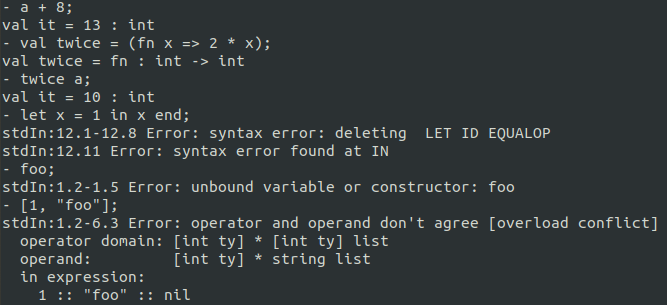 - a + 8;
val it = 13 : int
- val twice = (fn x => 2 * x);
val twice = fn : int -> int
- twice a;
val it = 10 : int
- let x = 1 in x end;
stdIn:12.1-12.8 Error: syntax error: deleting  LET ID EQUALOP
stdIn:12.11 Error: syntax error found at IN
- foo;
stdIn:1.2-1.5 Error: unbound variable or constructor: foo
- [1, "foo"];
stdIn:1.2-6.3 Error: operator and operand don't agree [overload conflict]
  operator domain: [int ty] * [int ty] list
  operand:         [int ty] * string list
  in expression:
    1 :: "foo" :: nil